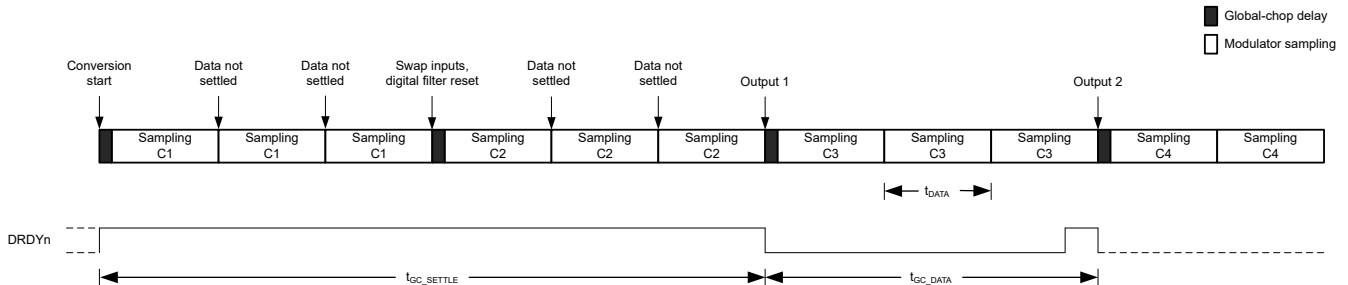 Global-chop delay
Modulator sampling
Conversion
start
Data not
settled
Data not
settled
Swap inputs,
digital filter reset
Data not
settled
Data not
settled
Output 1
Output 2
Sampling
C1
Sampling
C1
Sampling
C1
Sampling
C2
Sampling
C2
Sampling
C2
Sampling
C3
Sampling
C3
Sampling
C3
Sampling
C4
Sampling
C4
tDATA
DRDYn
tGC_SETTLE
tGC_DATA